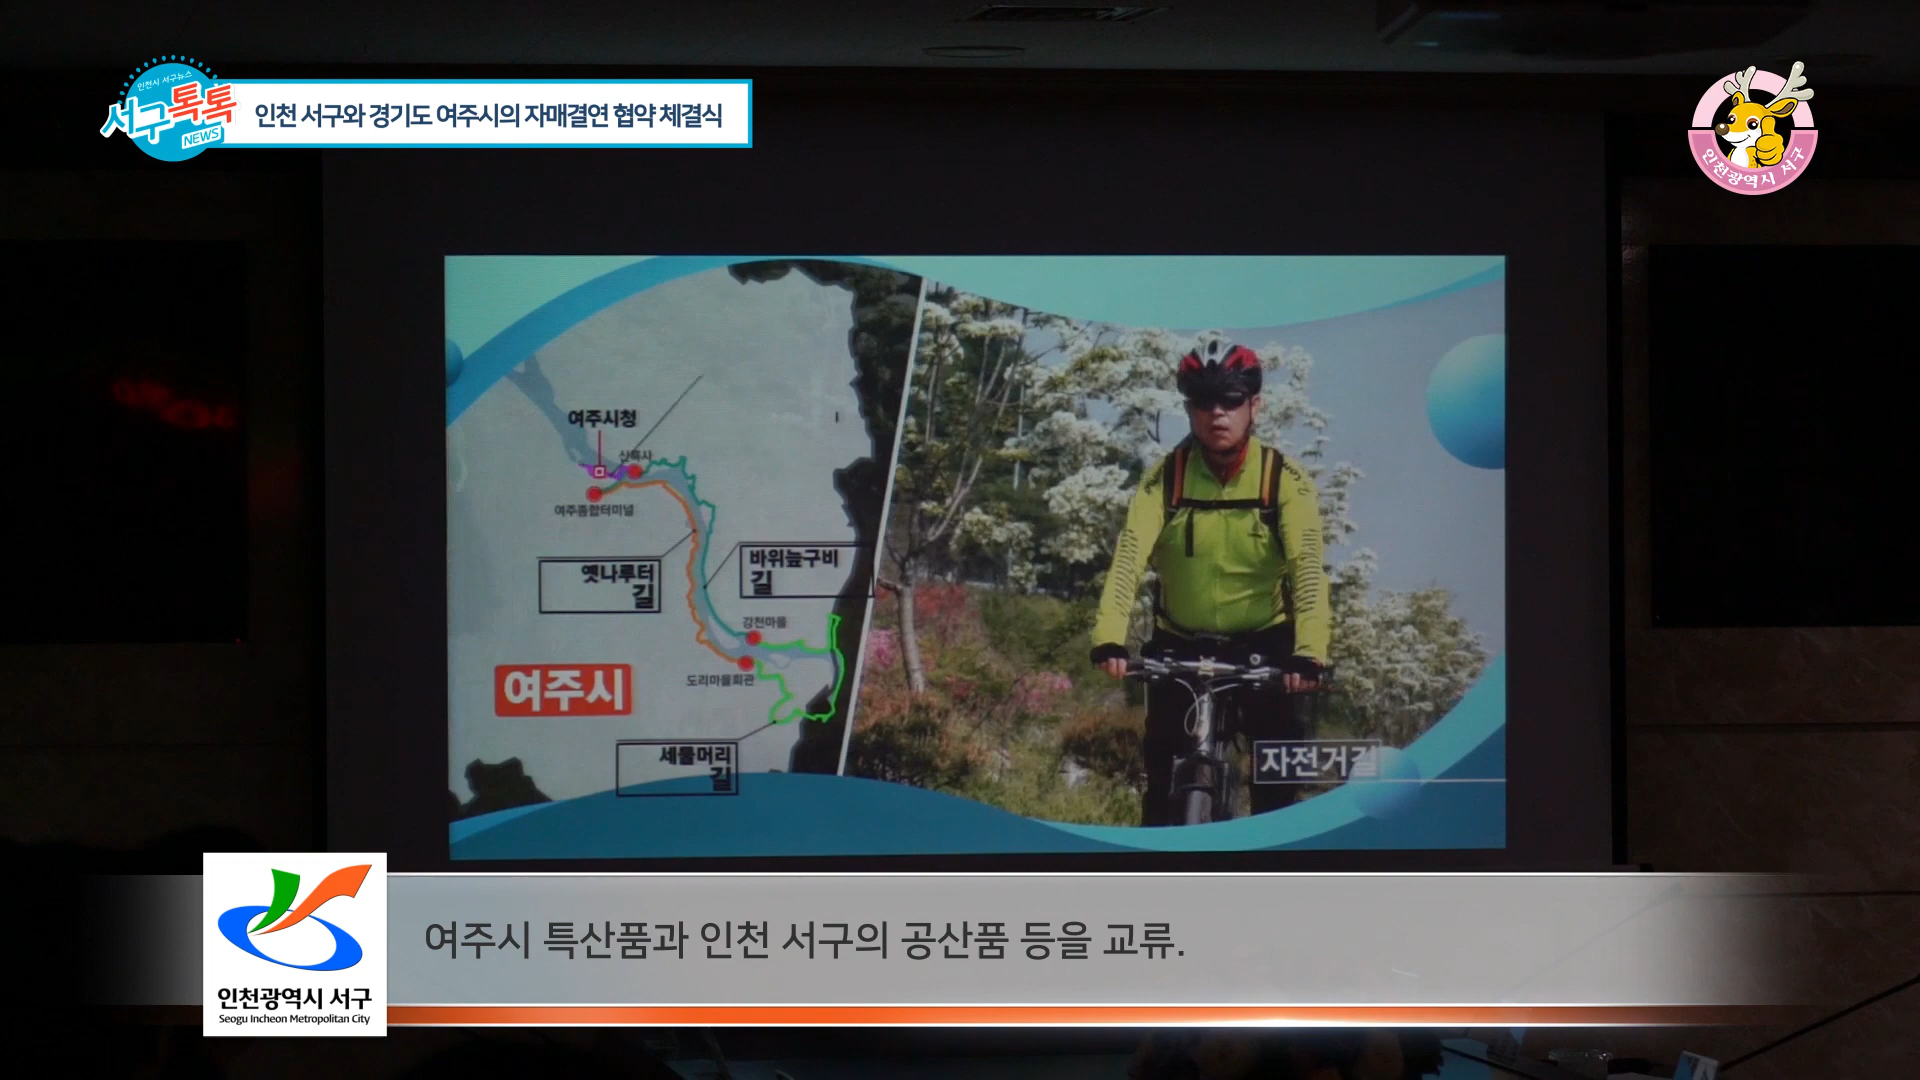 인천시 서구뉴스
서구톡톡
NEWS
인천 서구와 경기도 여주시의 자매결연 협약 체결식
인천광역시 서구
여주시청
여주종합터미널
옛나루터
길
바위늪구비
길
강천마을
도리마을회관
여주시
세물머리
길
자전거길
여주시 특산품과 인천 서구의 공산품 등을 교류.
인천광역시 서구
Seogu Incheon Metropolitan City